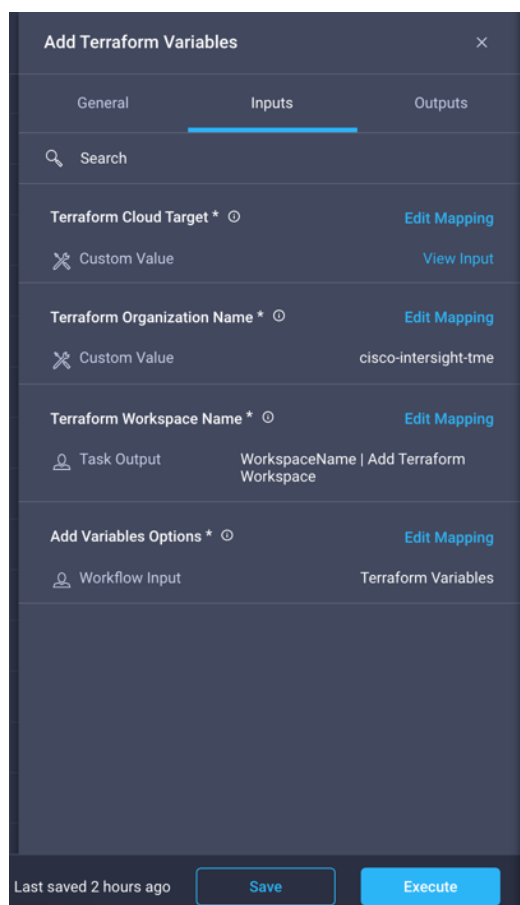 Add Terraform Variables
General Inputs Outputs
Search
Terraform Cloud Target * Edit Mapping
Custom Value View Input
Terraform Organization Name * Edit Mapping
Custom Value cisco-intersight-tme
Terraform Workspace Name * Edit Mapping
Task Output WorkspaceName | Add Terraform
Workspace
Add Variables Options * Edit Mapping
Workflow Input Terraform Variables
Last saved 2 hours ago Save Execute